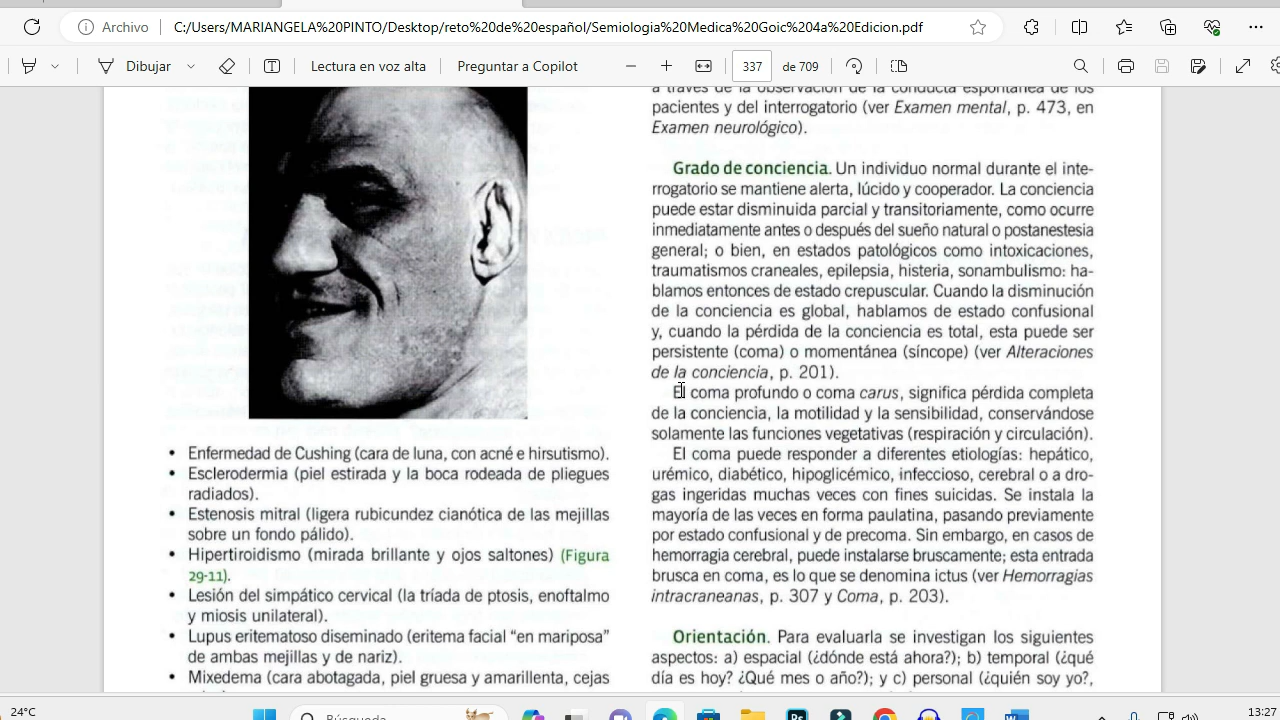 Archivo
C:/Users/MARIANGELA%20PINTO/Desktop/reto%20de%20español/Semiologia%20Medica%20Goic%204a%20Edicion.pdf
Dibujar
Lectura en voz alta
Preguntar a Copilot
337
de 709
Enfermedad de Cushing (cara de luna, con acné e hirsutismo).
Esclerodermia (piel estirada y la boca rodeada de pliegues
radiados).
Estenosis mitral (ligera rubicundez cianótica de las mejillas
sobre un fondo pálido).
Hipertiroidismo (mirada brillante y ojos saltones) (Figura
29-11).
Lesión del simpático cervical (la tríada de ptosis, enoftalmo
y miosis unilateral).
Lupus eritematoso diseminado (eritema facial "en mariposa"
de ambas mejillas y de nariz).
Mixedema (cara abotagada, piel gruesa y amarillenta, cejas
a través de la observación de la conducta espontánea de los
pacientes y del interrogatorio (ver Examen mental, p. 473, en
Examen neurológico).
Grado de conciencia. Un individuo normal durante el inte-
rrogatorio se mantiene alerta, lúcido y cooperador. La conciencia
puede estar disminuida parcial y transitoriamente, como ocurre
inmediatamente antes o después del sueño natural o postanestesia
general; o bien, en estados patológicos como intoxicaciones,
traumatismos craneales, epilepsia, histeria, sonambulismo: ha-
blamos entonces de estado crepuscular. Cuando la disminución
de la conciencia es global, hablamos de estado confusional
y, cuando la pérdida de la conciencia es total, esta puede ser
persistente (coma) o momentánea (síncope) (ver Alteraciones
de la conciencia, p. 201).
El coma profundo o coma carus, significa pérdida completa
de la conciencia, la motilidad y la sensibilidad, conservándose
solamente las funciones vegetativas (respiración y circulación).
El coma puede responder a diferentes etiologías: hepático,
urémico, diabético, hipoglicémico, infeccioso, cerebral o a dro-
gas ingeridas muchas veces con fines suicidas. Se instala la
mayoría de las veces en forma paulatina, pasando previamente
por estado confusional y de precoma. Sin embargo, en casos de
hemorragia cerebral, puede instalarse bruscamente; esta entrada
brusca en coma, es lo que se denomina ictus (ver Hemorragias
intracraneanas, p. 307 y Coma, p. 203).
Orientación. Para evaluarla se investigan los siguientes
aspectos: a) espacial (¿dónde está ahora?); b) temporal (¿qué
día es hoy? ¿Qué mes o año?); y c) personal (¿quién soy yo?,
24°C
Búsqueda
13:27